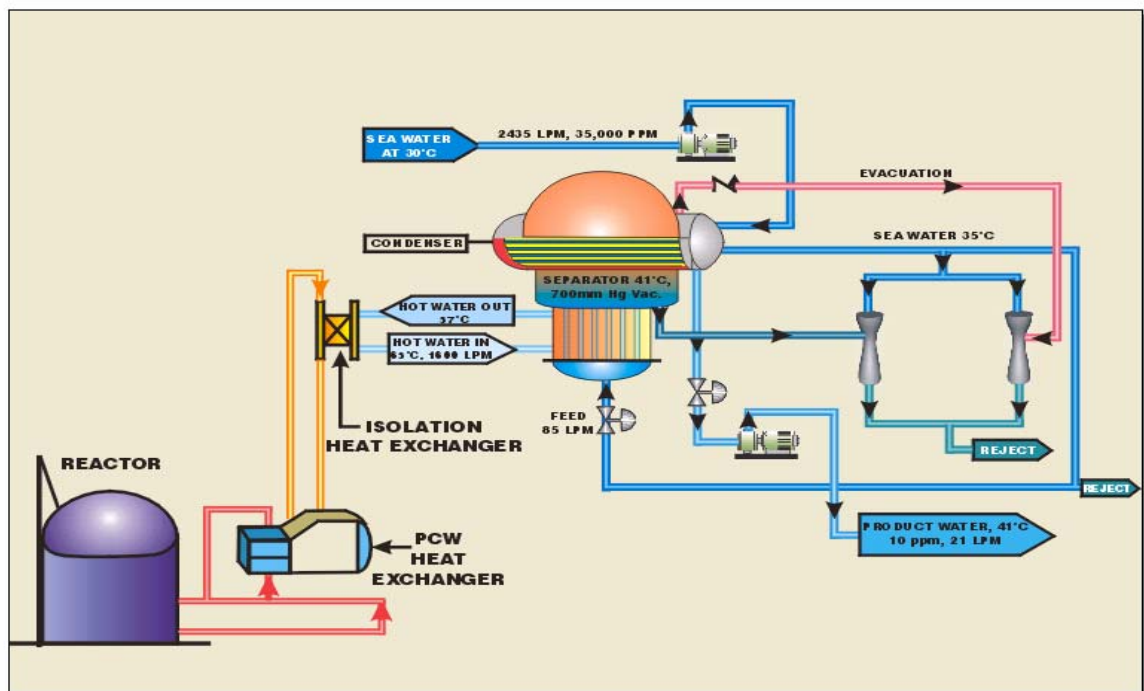 SEA WATER
AT 30°C
2435 LPM, 35,000 PPM
EVACUATION
CONDENSER
SEA WATER 35°C
SEPARATOR 41°C,
700mm Hg Vac.
HOT WATER OUT
57°C
HOT WATER IN
65°C, 1600 LPM
ISOLATION
HEAT EXCHANGER
FEED
85 LPM
REJECT
REJECT
REACTOR
PCW
HEAT
EXCHANGER
PRODUCT WATER, 41°C
10 ppm, 21 LPM